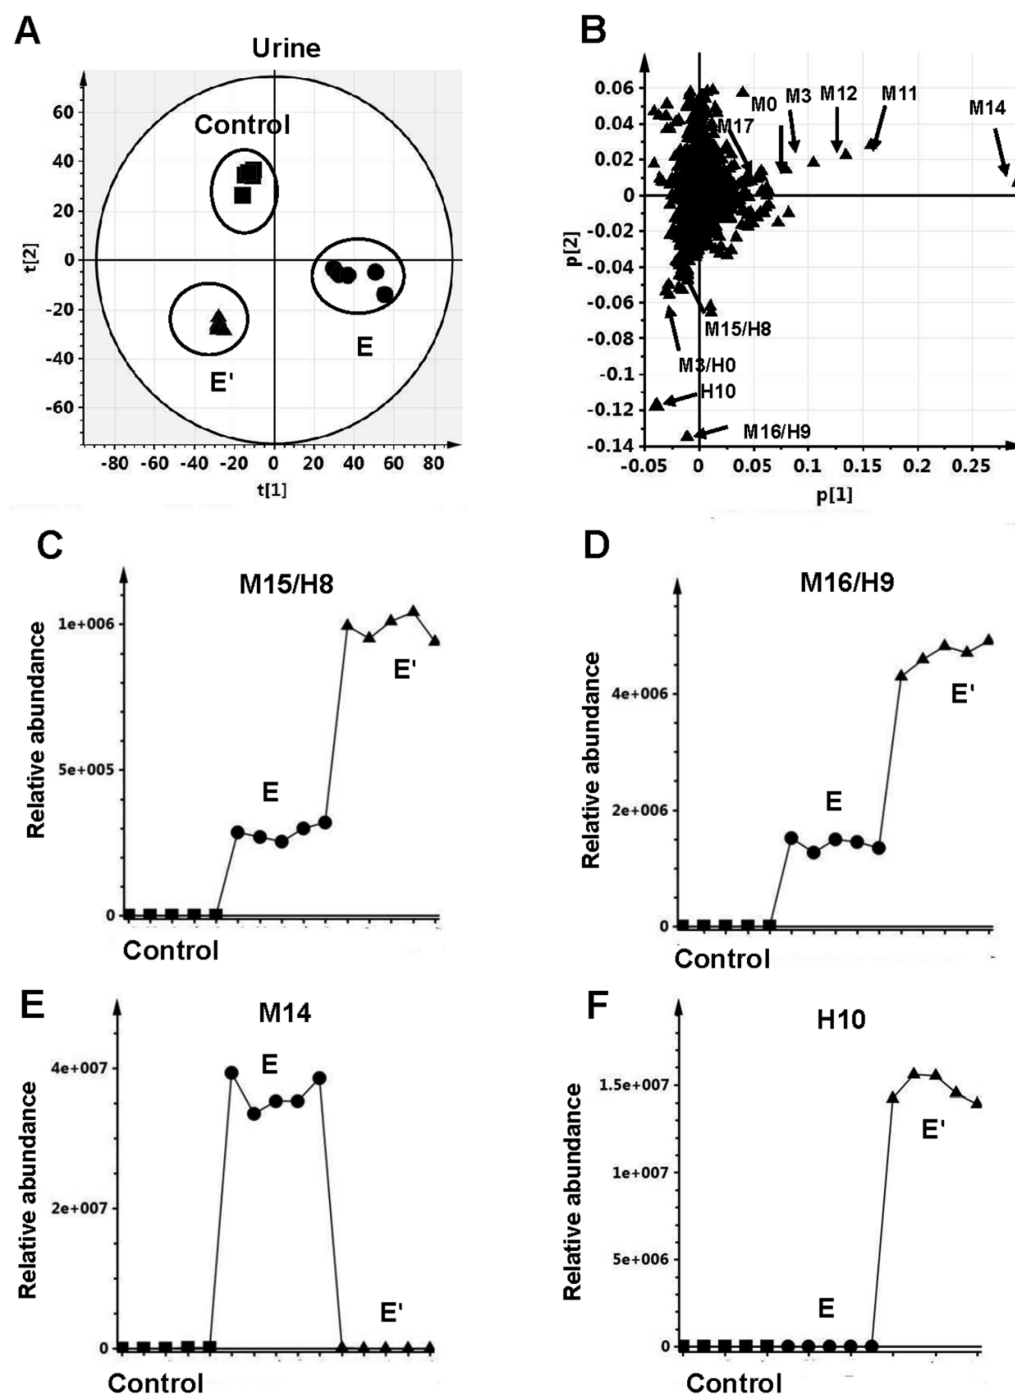 A
Urine
Control
E
E'
t[2]
60
40
20
0
-20
-40
-60
-80 -60 -40 -20 0 20 40 60 80
t[1]
B
M0
M3
M12
M11
M14
M17
M15/H8
M3/H0
H10
M16/H9
p[2]
0.06
0.04
0.02
0
-0.02
-0.04
-0.06
-0.08
-0.1
-0.12
-0.14
-0.05 0 0.05 0.1 0.15 0.2 0.25
p[1]
C
M15/H8
Relative abundance
1e+006
5e+005
0
E
E'
Control
D
M16/H9
Relative abundance
4e+006
2e+006
0
E
E'
Control
E
M14
Relative abundance
4e+007
2e+007
0
E
E'
Control
F
H10
Relative abundance
1.5e+007
1e+007
5e+006
0
E
E'
Control